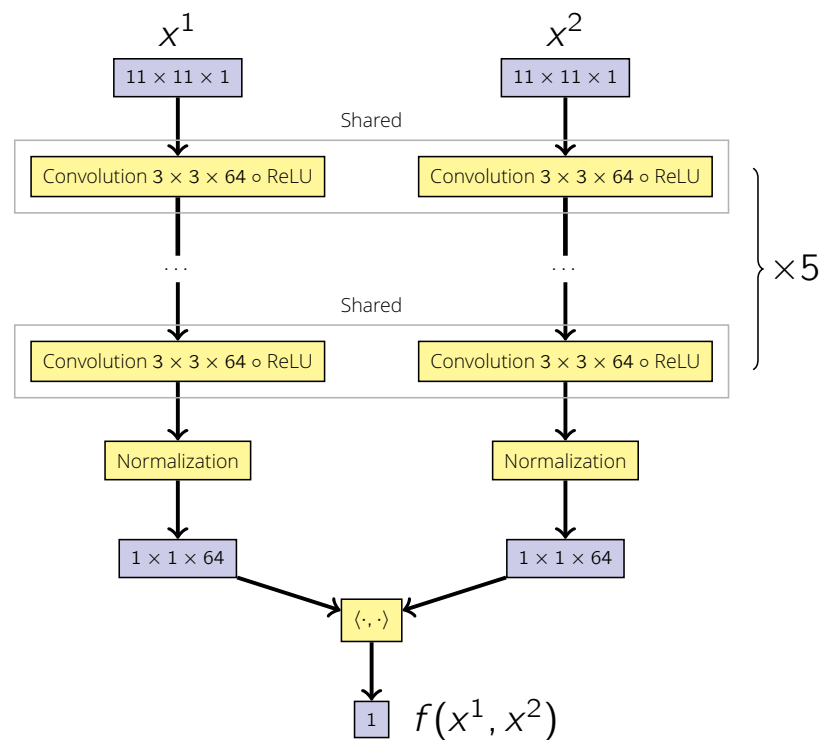 x¹ x²
11 × 11 × 1 11 × 11 × 1
Shared
Convolution 3 × 3 × 64 ∘ ReLU Convolution 3 × 3 × 64 ∘ ReLU
... ...
×5
Shared
Convolution 3 × 3 × 64 ∘ ReLU Convolution 3 × 3 × 64 ∘ ReLU
Normalization Normalization
1 × 1 × 64 1 × 1 × 64
⟨·, ·⟩
1 f(x¹, x²)